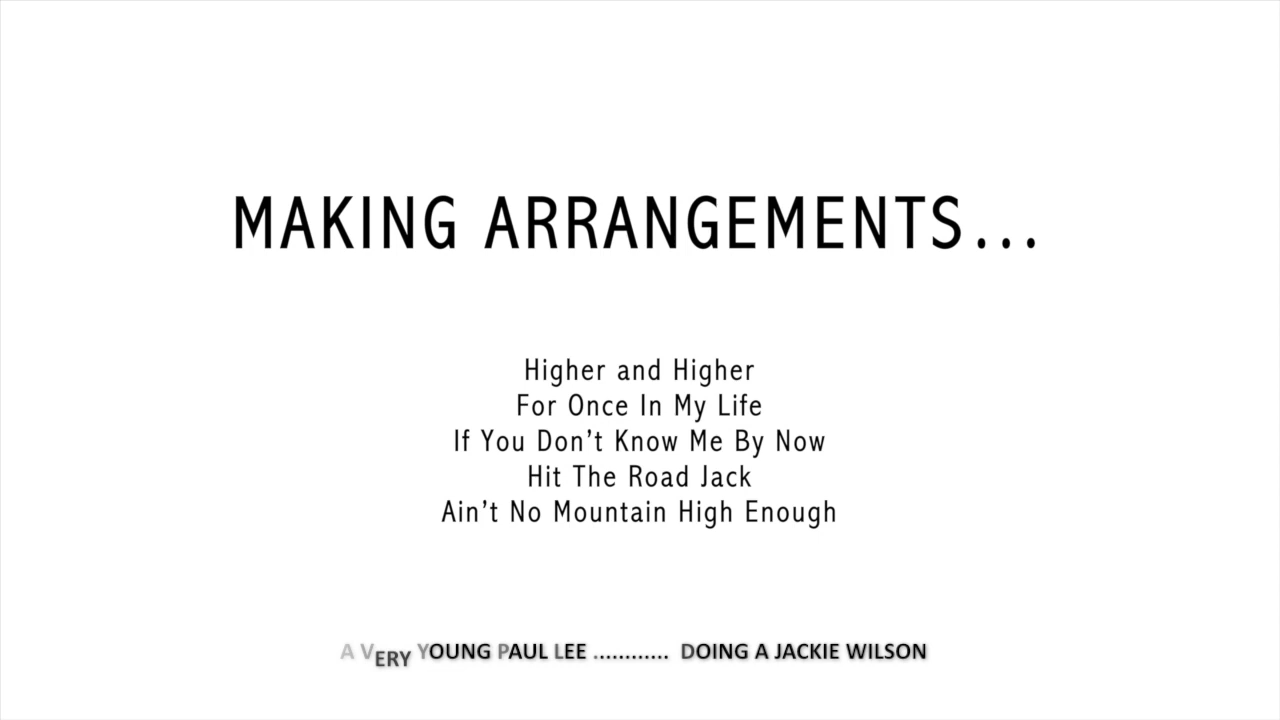 MAKING ARRANGEMENTS...
Higher and Higher
For Once In My Life
If You Don’t Know Me By Now
Hit The Road Jack
Ain’t No Mountain High Enough
A VERY YOUNG PAUL LEE ............ DOING A JACKIE WILSON